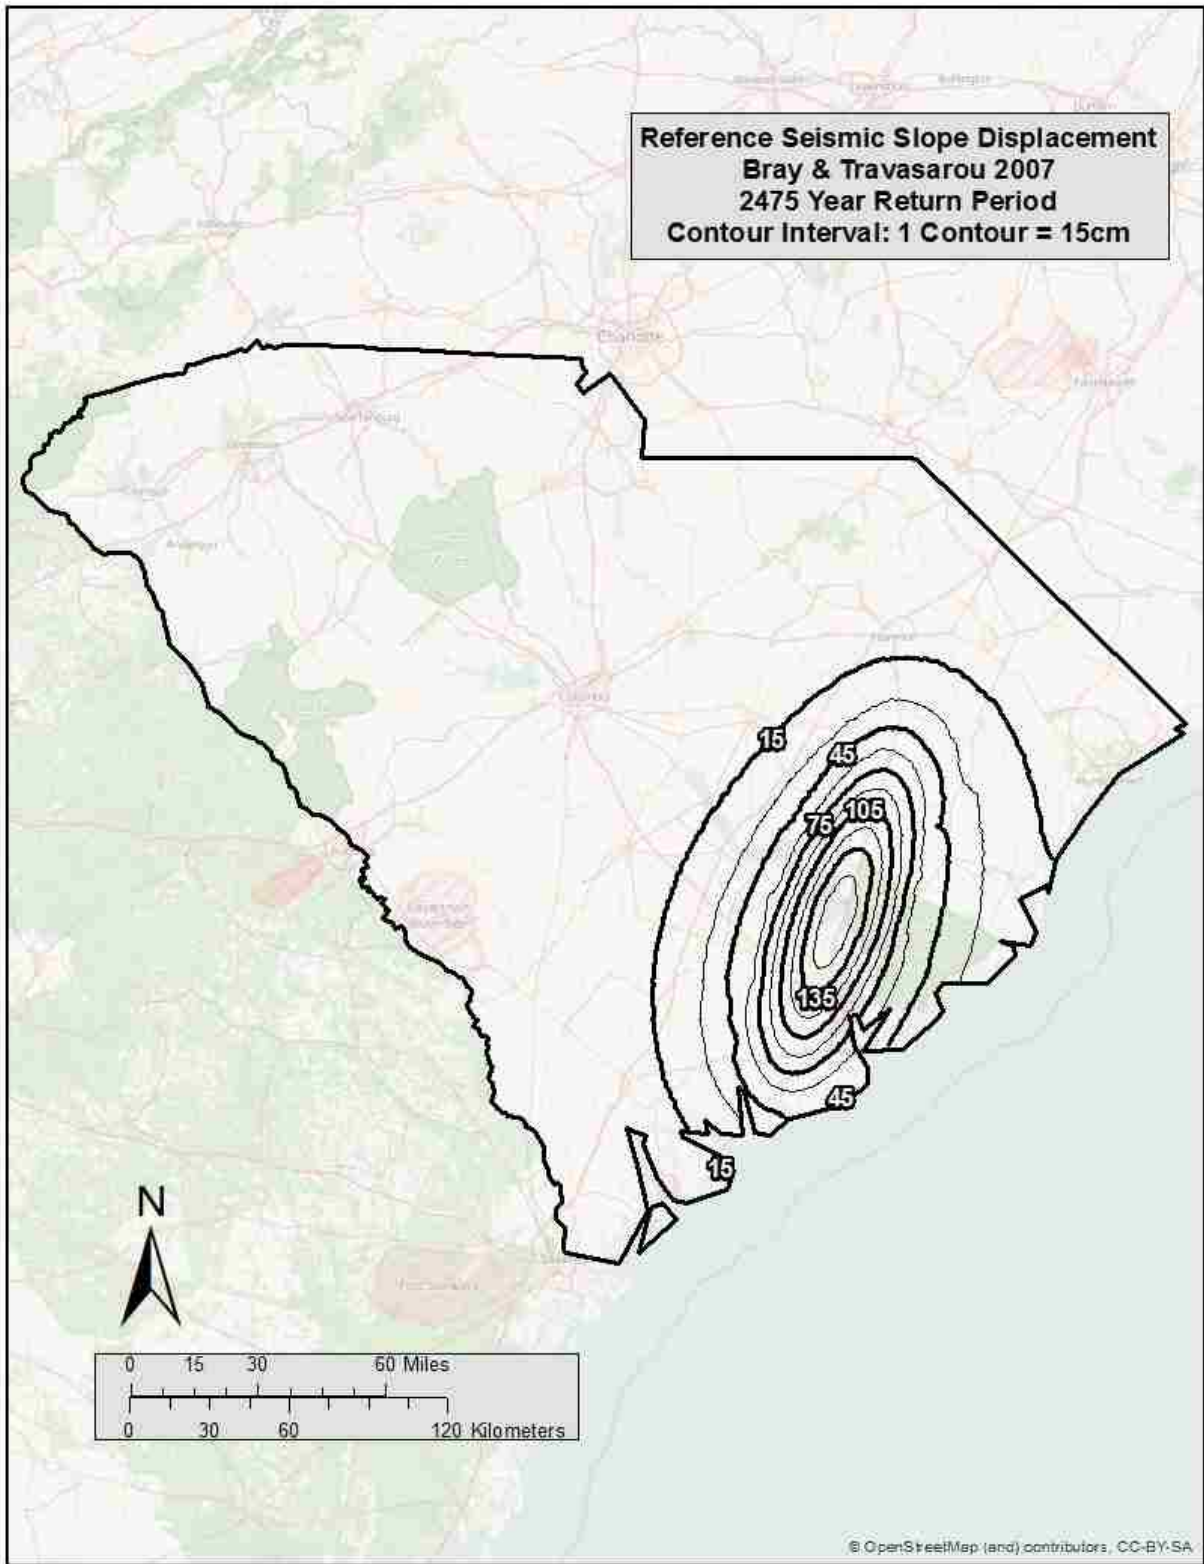 Reference Seismic Slope Displacement
Bray & Travasarou 2007
2475 Year Return Period
Contour Interval: 1 Contour = 15cm
Charlotte
Columbia
15
45
75
105
135
45
15
N
0 15 30 60 Miles
0 30 60 120 Kilometers
© OpenStreetMap (and) contributors, CC-BY-SA